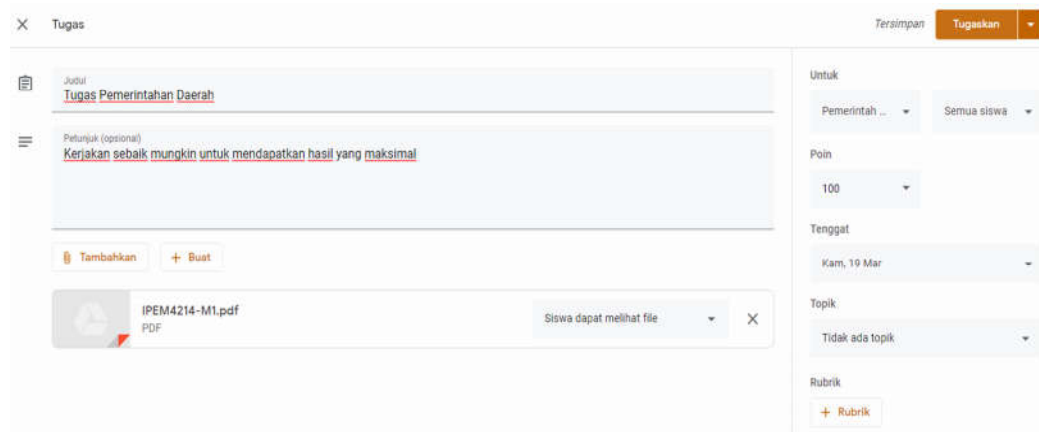 Tugas
Tersimpan
Tugaskan
Judul
Tugas Pemerintahan Daerah
Petunjuk (opsional)
Kerjakan sebaik mungkin untuk mendapatkan hasil yang maksimal
Tambahkan
+ Buat
IPEM4214-M1.pdf
PDF
Siswa dapat melihat file
Untuk
Pemerintah ...
Semua siswa
Poin
100
Tenggat
Kam, 19 Mar
Topik
Tidak ada topik
Rubrik
+ Rubrik